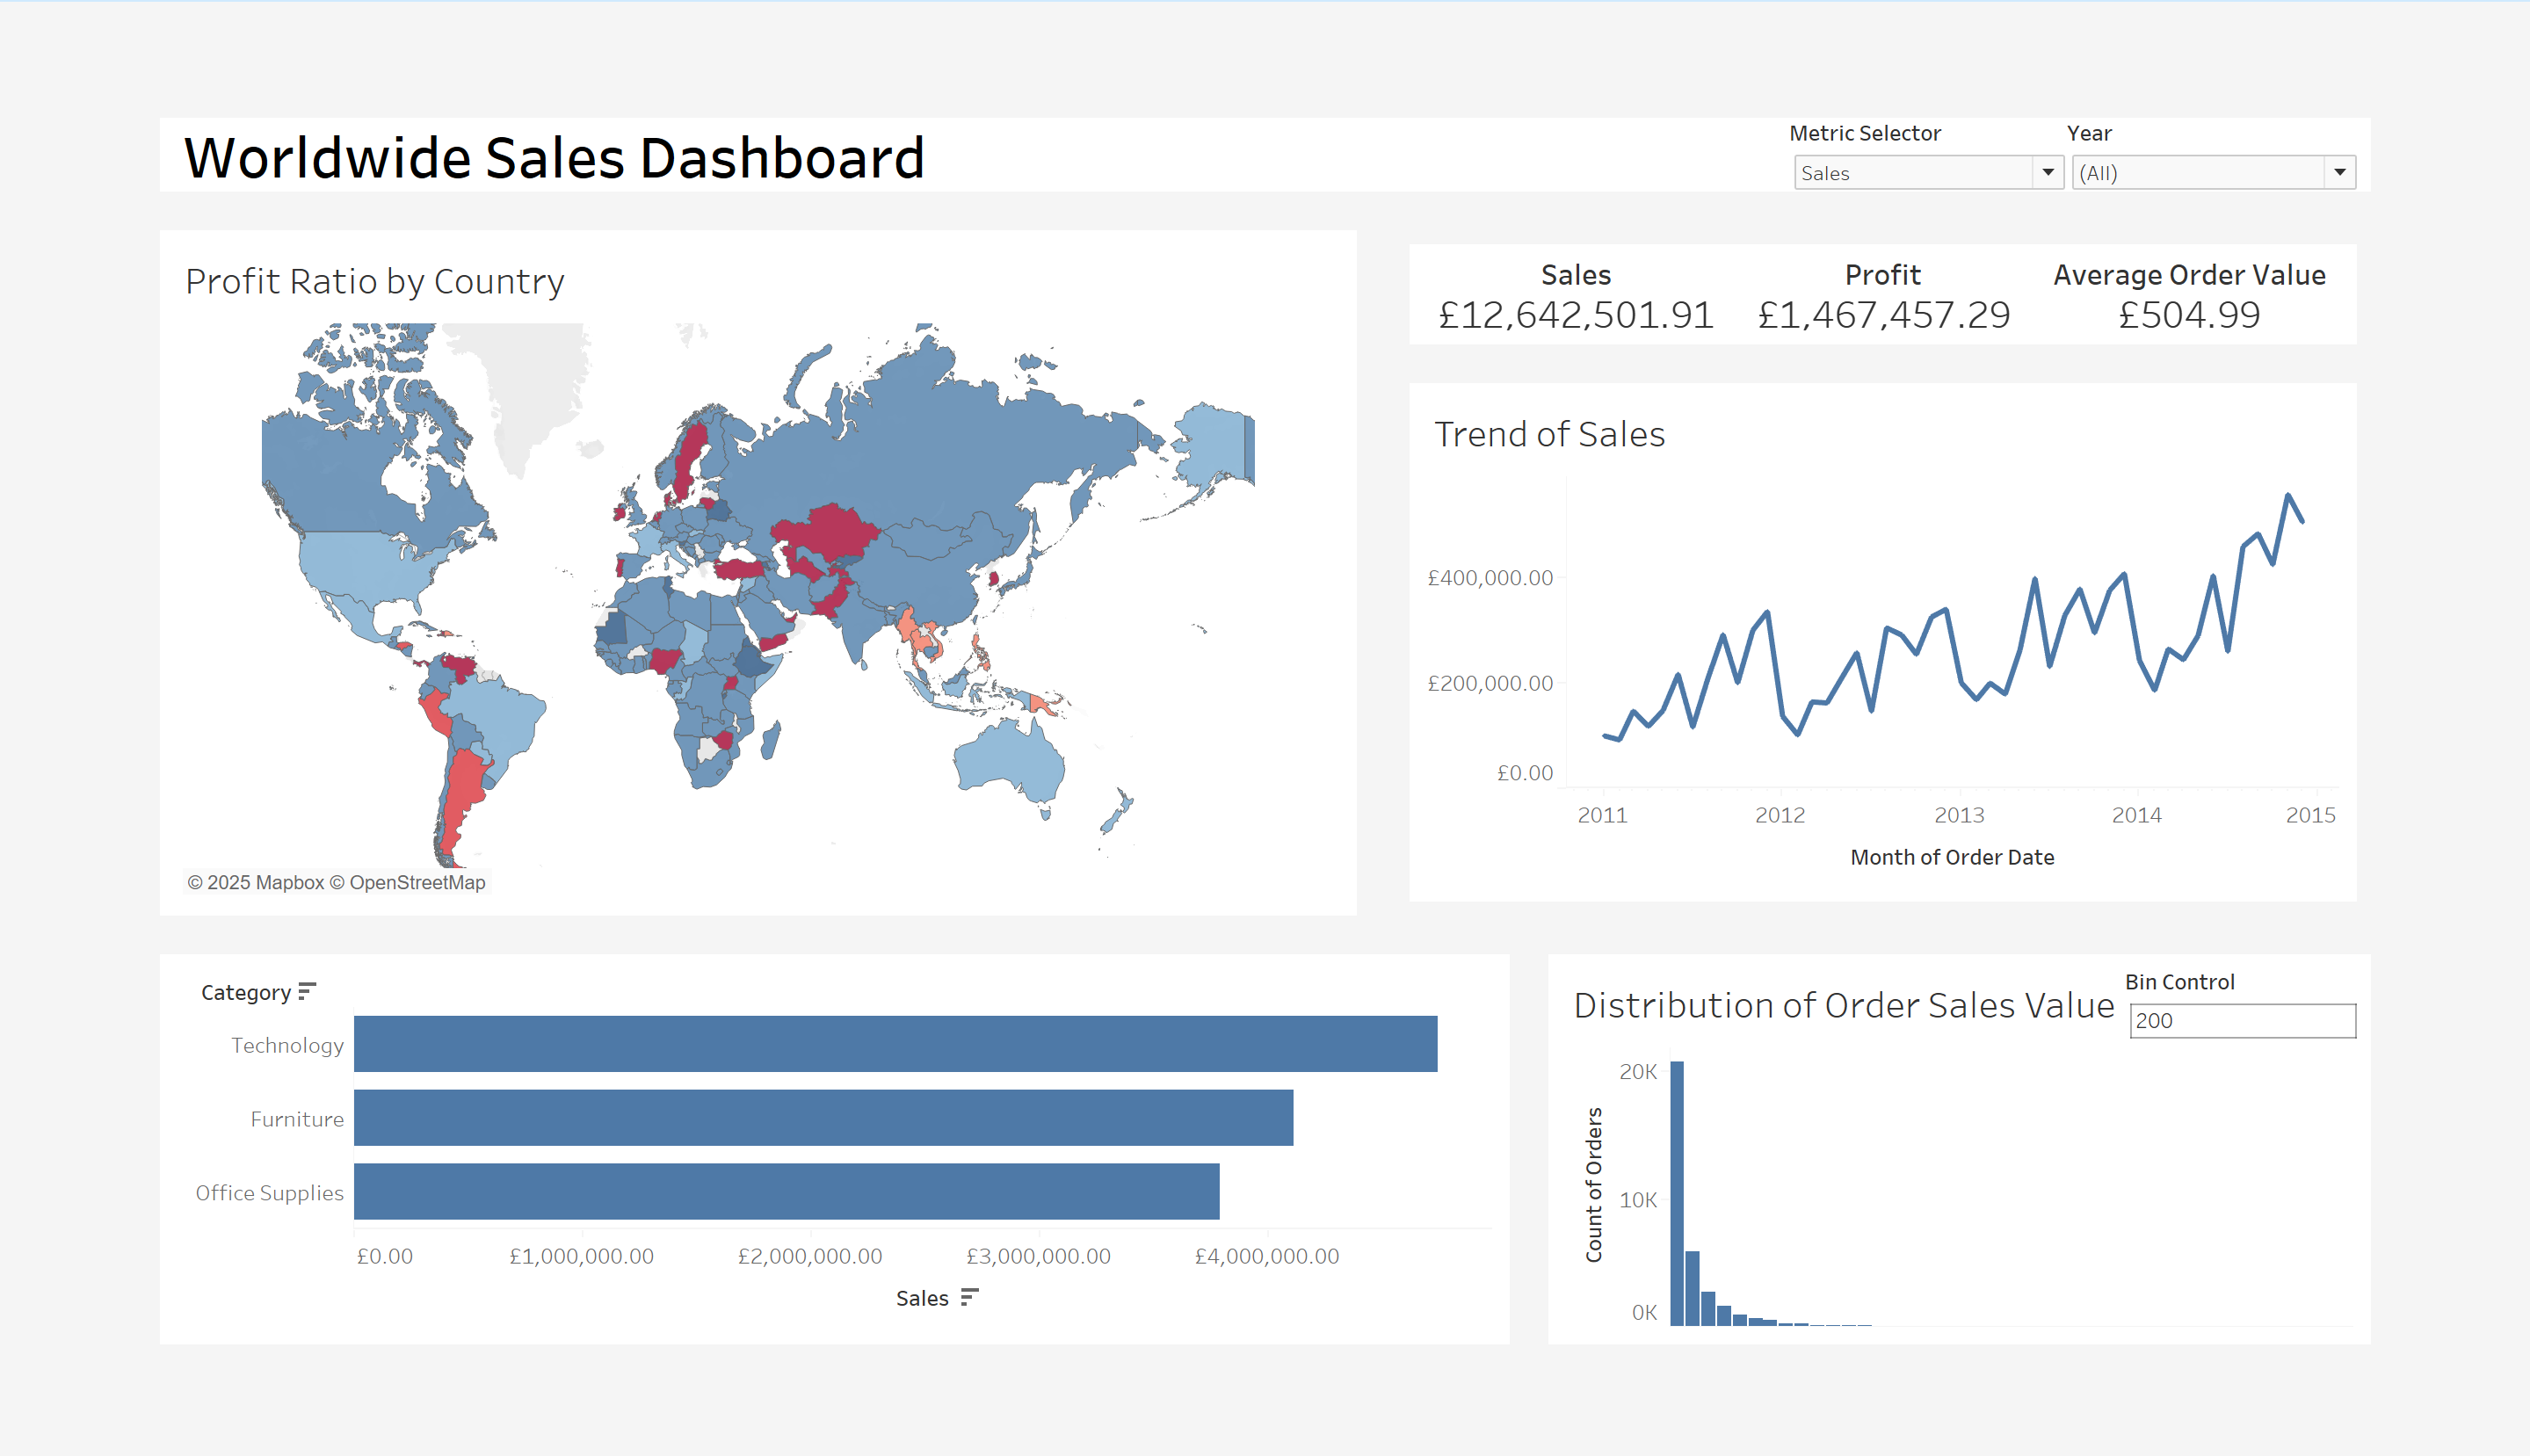 Worldwide Sales Dashboard
Metric Selector
Sales
Year
(All)
Profit Ratio by Country
© 2025 Mapbox © OpenStreetMap
Sales
£12,642,501.91
Profit
£1,467,457.29
Average Order Value
£504.99
Trend of Sales
£400,000.00
£200,000.00
£0.00
2011 2012 2013 2014 2015
Month of Order Date
Category
Technology
Furniture
Office Supplies
£0.00 £1,000,000.00 £2,000,000.00 £3,000,000.00 £4,000,000.00
Sales
Distribution of Order Sales Value
Bin Control
200
Count of Orders
20K
10K
0K